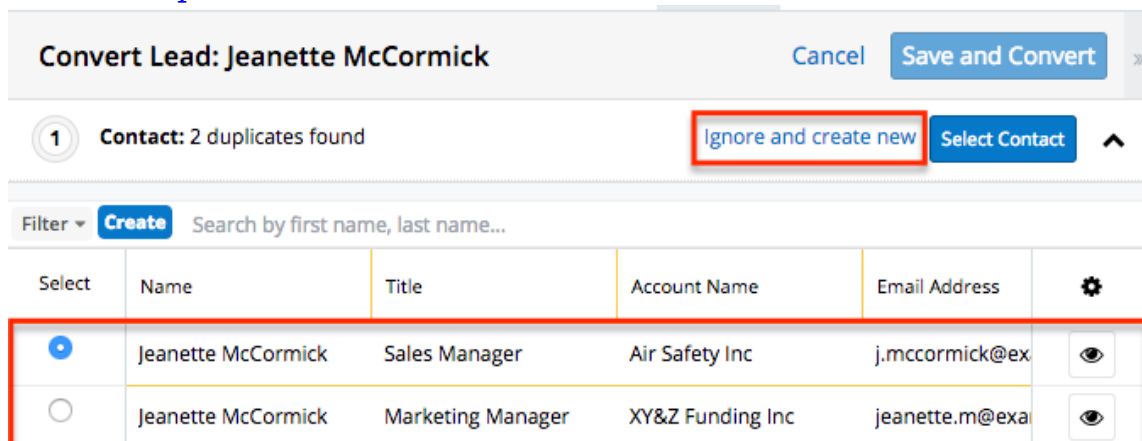 Convert Lead: Jeanette McCormick Cancel Save and Convert »
1 Contact: 2 duplicates found Ignore and create new Select Contact
Filter Create Search by first name, last name...
Select Name Title Account Name Email Address
Jeanette McCormick Sales Manager Air Safety Inc j.mccormick@ex
Jeanette McCormick Marketing Manager XY&Z Funding Inc jeanette.m@exa